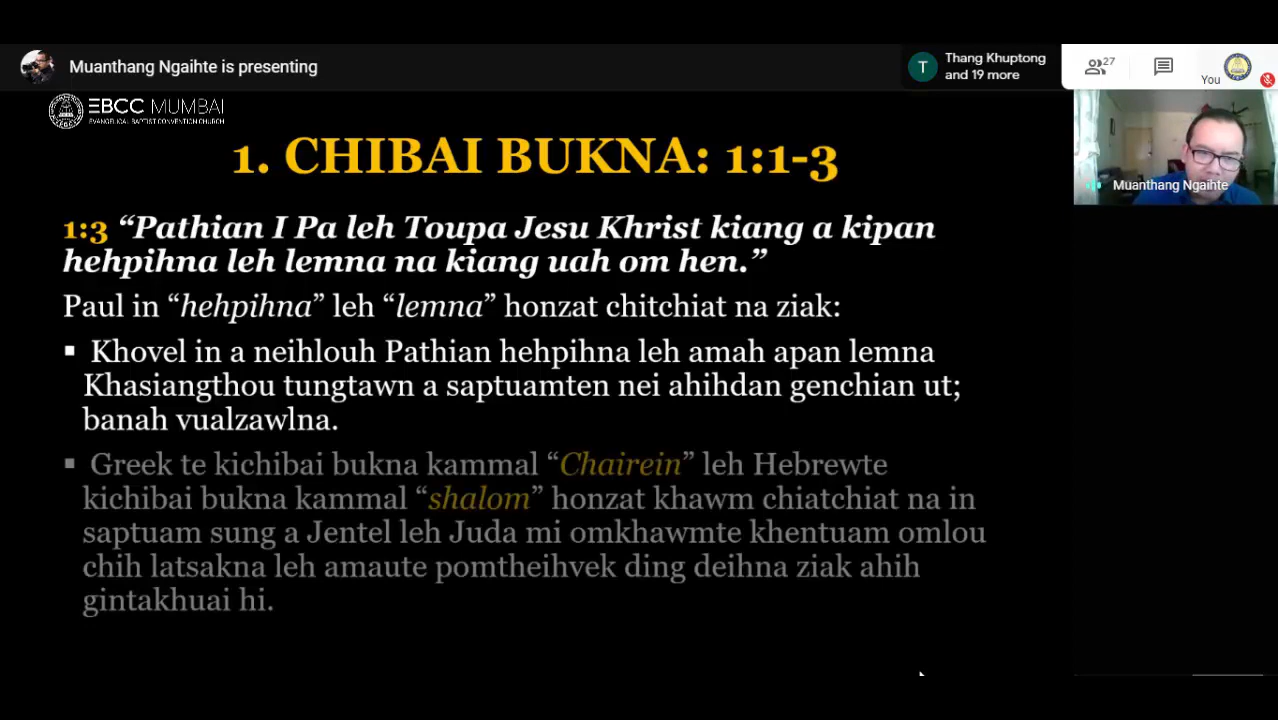 Muanthang Ngaihte is presenting
T
Thang Khuptong
and 19 more
27
You
EBCC MUMBAI
EVANGELICAL BAPTIST CONVENTION CHURCH
Muanthang Ngaihte
1. CHIBAI BUKNA: 1:1-3
1:3 “Pathian I Pa leh Toupa Jesu Khrist kiang a kipan
hehpihna leh lemna na kiang uah om hen.”
Paul in “hehpihna” leh “lemna” honzat chitchiat na ziak:
▪ Khovel in a neihlouh Pathian hehpihna leh amah apan lemna
Khasiangthou tungtawn a saptuamten nei ahihdan genchian ut;
banah vualzawlna.
▪ Greek te kichibai bukna kammal “Chairein” leh Hebrewte
kichibai bukna kammal “shalom” honzat khawm chiatchiat na in
saptuam sung a Jentel leh Juda mi omkhawmte khentuam omlou
chih latsakna leh amaute pomtheihvek ding deihna ziak ahih
gintakhuai hi.